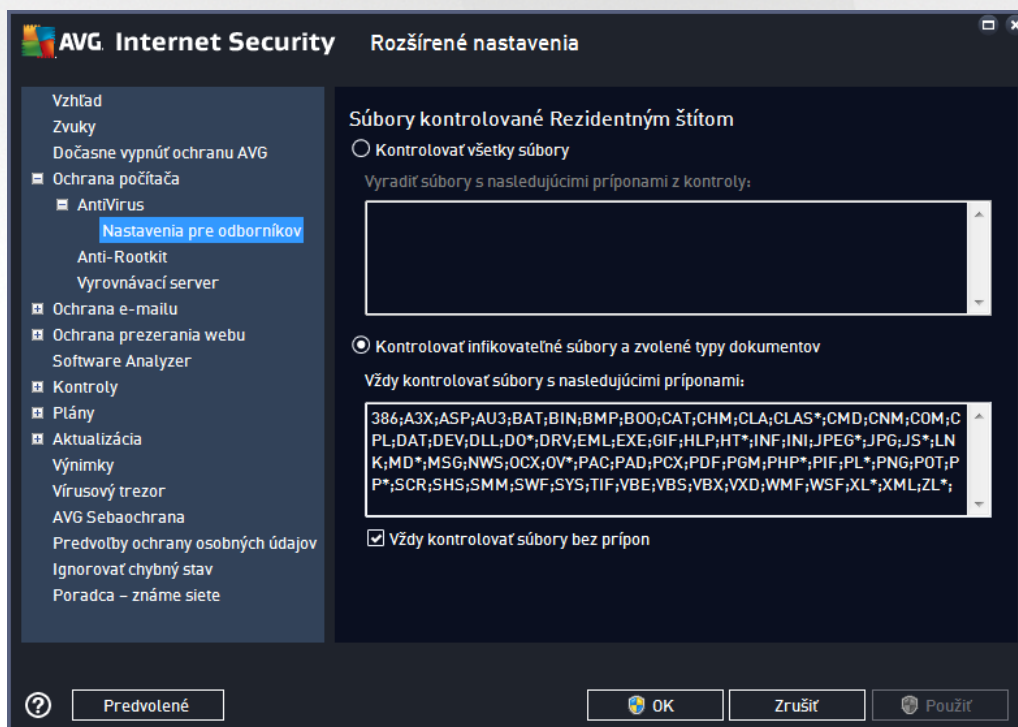 AVG. Internet Security Rozšírené nastavenia
Vzhľad
Zvuky
Dočasne vypnúť ochranu AVG
Ochrana počítača
AntiVirus
Nastavenia pre odborníkov
Anti-Rootkit
Vyrovnávací server
Ochrana e-mailu
Ochrana prezerania webu
Software Analyzer
Kontroly
Plány
Aktualizácia
Výnimky
Vírusový trezor
AVG Sebaochrana
Predvoľby ochrany osobných údajov
Ignorovať chybný stav
Poradca – známe siete
Súbory kontrolované Rezidentným štítom
Kontrolovať všetky súbory
Vyradiť súbory s nasledujúcimi príponami z kontroly:
Kontrolovať infikovateľné súbory a zvolené typy dokumentov
Vždy kontrolovať súbory s nasledujúcimi príponami:
386;A3X;ASP;AU3;BAT;BIN;BMP;BOO;CAT;CHM;CLA;CLAS*;CMD;CNM;COM;C
PL;DAT;DEV;DLL;DO*;DRV;EML;EXE;GIF;HLP;HT*;INF;INI;JPEG*;JPG;JS*;LN
K;MD*;MSG;NWS;OCX;OV*;PAC;PAD;PCX;PDF;PGM;PHP*;PIF;PL*;PNG;POT;P
P*;SCR;SHS;SMM;SWF;SYS;TIF;VBE;VBS;VBX;VXD;WMF;WSF;XL*;XML;ZL*;
Vždy kontrolovať súbory bez prípon
? Predvolené OK Zrušiť Použiť